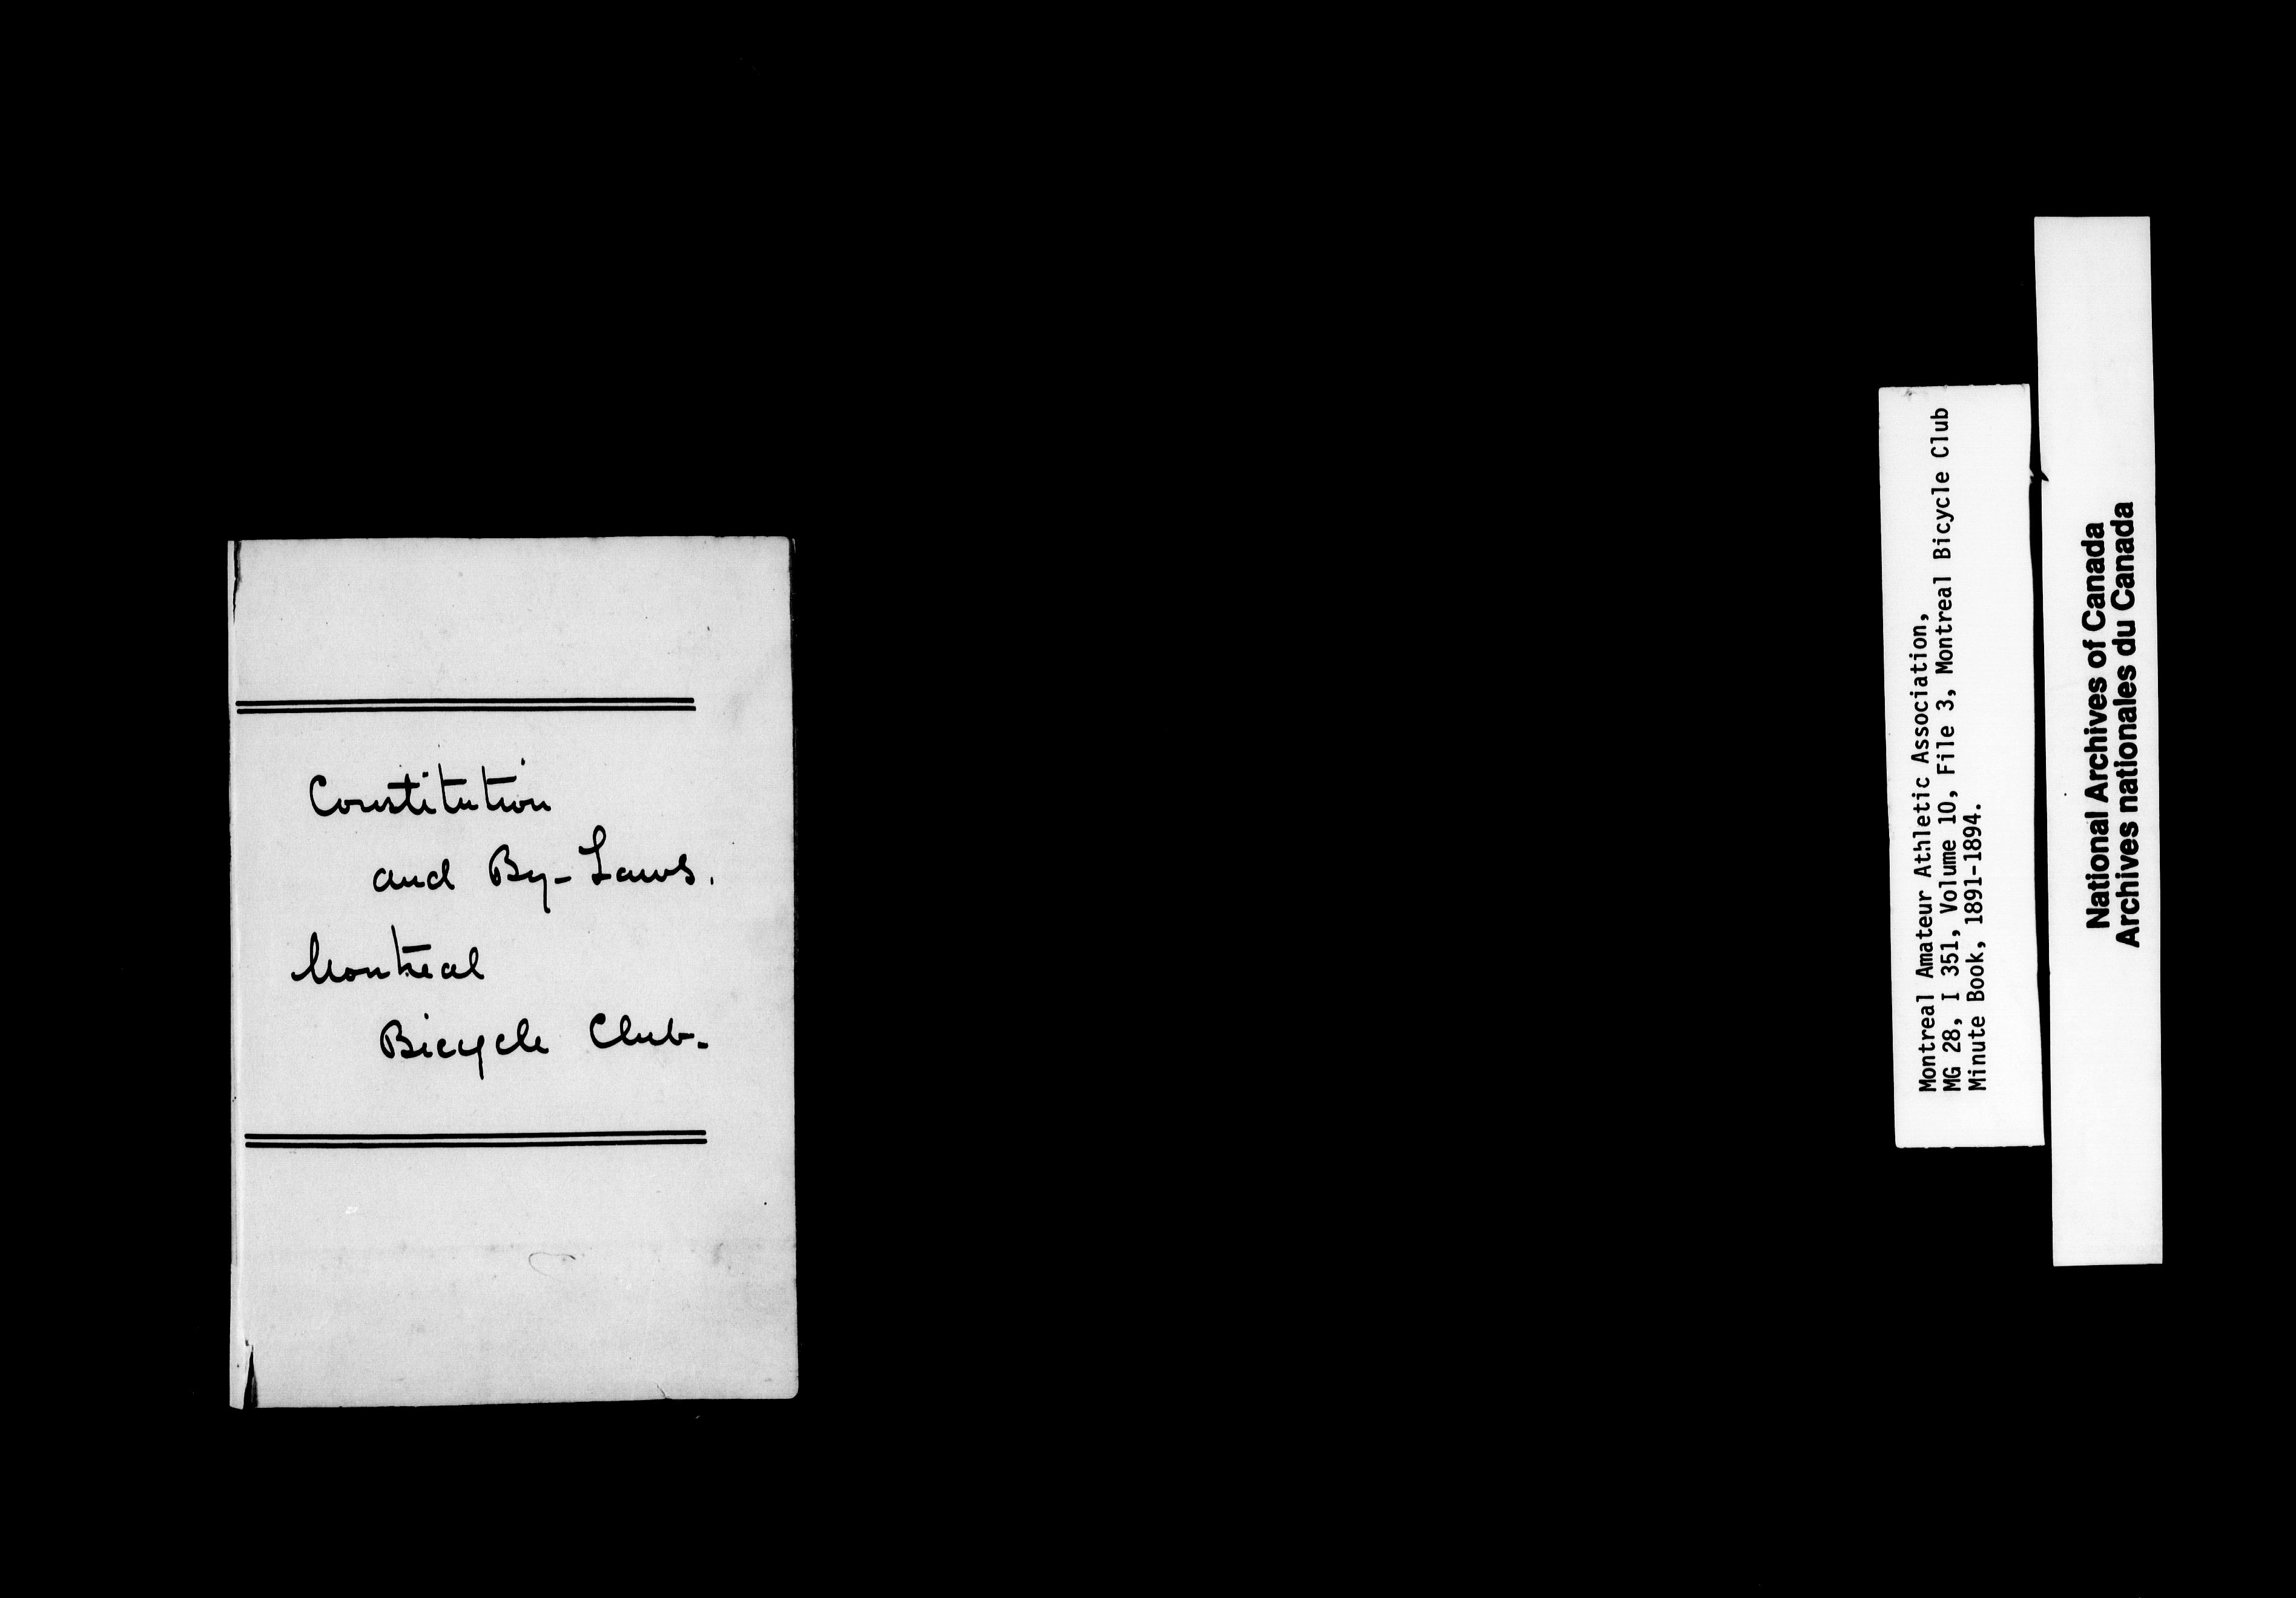 Constitution
and By-Laws.
Montreal
Bicycle Club.
Montreal Amateur Athletic Association,
MG 28, I 351, Volume 10, File 3, Montreal Bicycle Club
Minute Book, 1891-1894.
National Archives of Canada
Archives nationales du Canada